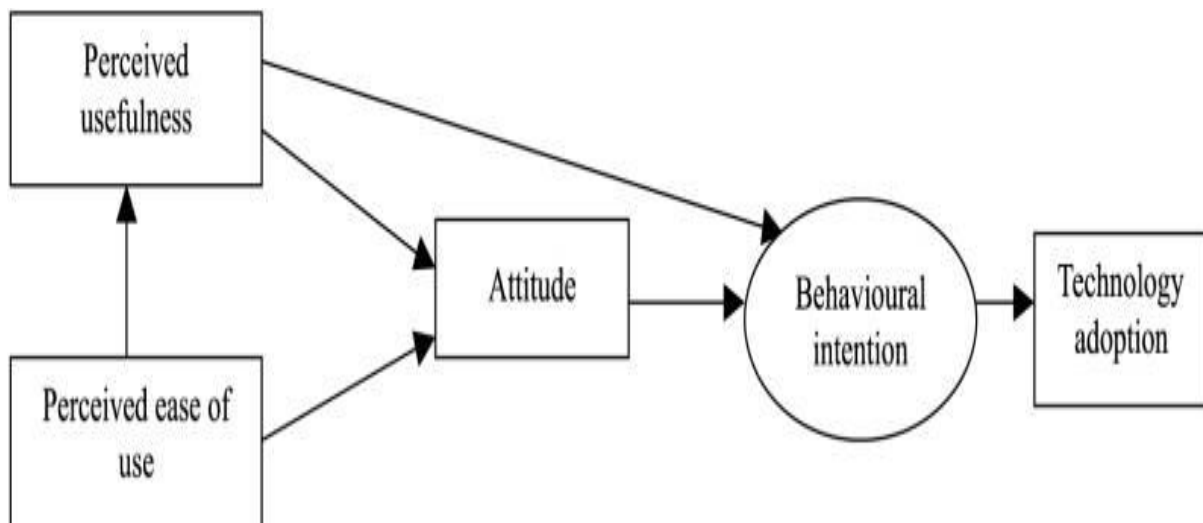 Perceived
usefulness
Attitude
Behavioural
intention
Technology
adoption
Perceived ease of
use